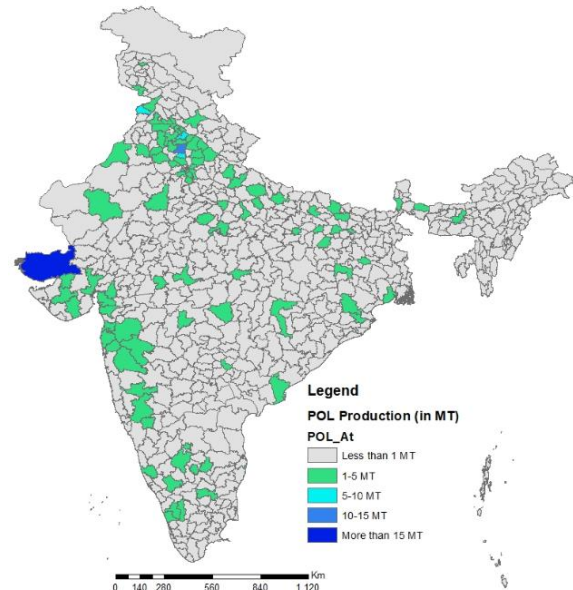 Legend
POL Production (in MT)
POL_At
Less than 1 MT
1-5 MT
5-10 MT
10-15 MT
More than 15 MT
Km
0 140 280 560 840 1,120